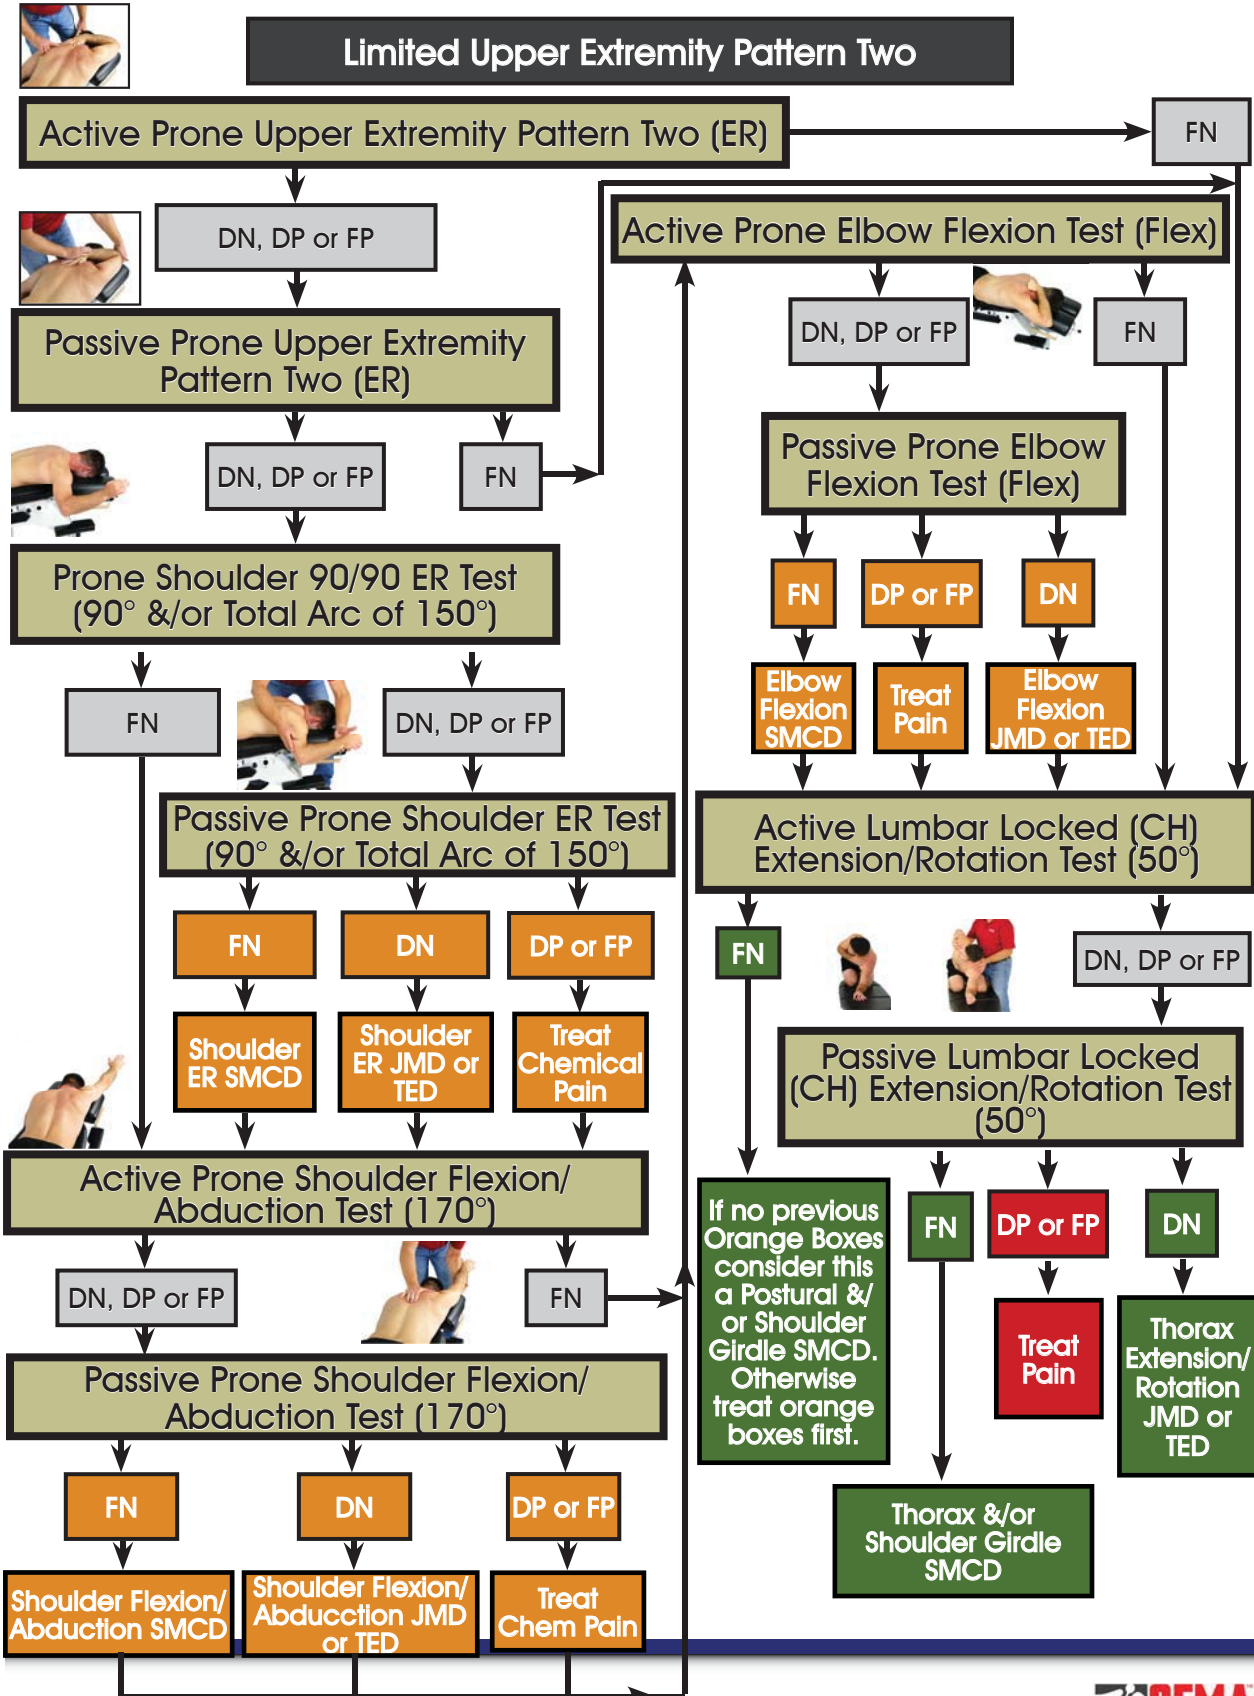 Limited Upper Extremity Pattern Two
Active Prone Upper Extremity Pattern Two (ER)
FN
DN, DP or FP
Active Prone Elbow Flexion Test (Flex)
Passive Prone Upper Extremity
Pattern Two (ER)
DN, DP or FP
FN
DN, DP or FP
FN
Passive Prone Elbow
Flexion Test (Flex)
Prone Shoulder 90/90 ER Test
(90° &/or Total Arc of 150°)
FN
DP or FP
DN
Elbow
Flexion
SMCD
Treat
Pain
Elbow
Flexion
JMD or TED
FN
DN, DP or FP
Passive Prone Shoulder ER Test
(90° &/or Total Arc of 150°)
Active Lumbar Locked (CH)
Extension/Rotation Test (50°)
FN
DN
DP or FP
FN
DN, DP or FP
Shoulder
ER SMCD
Shoulder
ER JMD or
TED
Treat
Chemical
Pain
Passive Lumbar Locked
(CH) Extension/Rotation Test
(50°)
Active Prone Shoulder Flexion/
Abduction Test (170°)
If no previous
Orange Boxes
consider this
a Postural &/
or Shoulder
Girdle SMCD.
Otherwise
treat orange
boxes first.
FN
DP or FP
DN
DN, DP or FP
FN
Treat
Pain
Thorax
Extension/
Rotation
JMD or
TED
Passive Prone Shoulder Flexion/
Abduction Test (170°)
FN
DN
DP or FP
Thorax &/or
Shoulder Girdle
SMCD
Shoulder Flexion/
Abduction SMCD
Shoulder Flexion/
Abducction JMD
or TED
Treat
Chem Pain